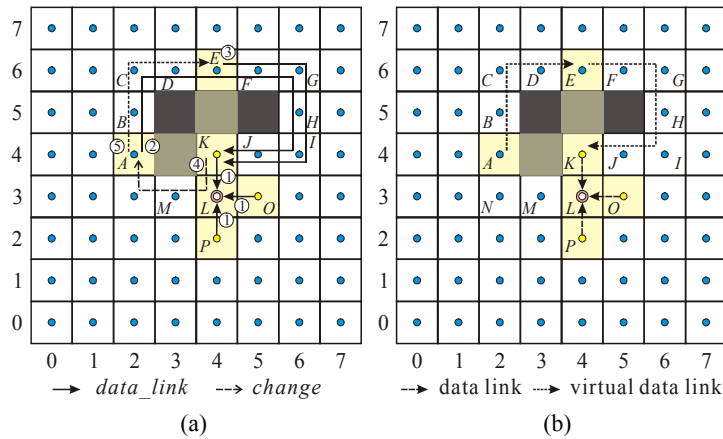 7 7
E ③
6 C D F G 6 C D E F G
5 B H 5 B H
⑤ ② K J I
4 A ④ 4 A K J I
①
3 M L O 3 N M L O
① ①
2 P 2 P
1 1
0 0
0 1 2 3 4 5 6 7 0 1 2 3 4 5 6 7
data_link change data link virtual data link
(a) (b)